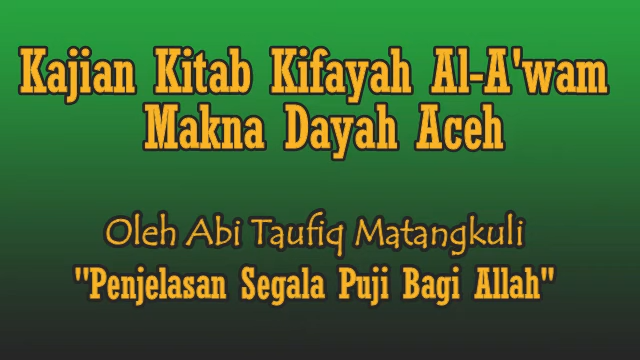 Kajian Kitab Kifayah Al-A'wam
Makna Dayah Aceh
Oleh Abi Taufiq Matangkuli
"Penjelasan Segala Puji Bagi Allah"